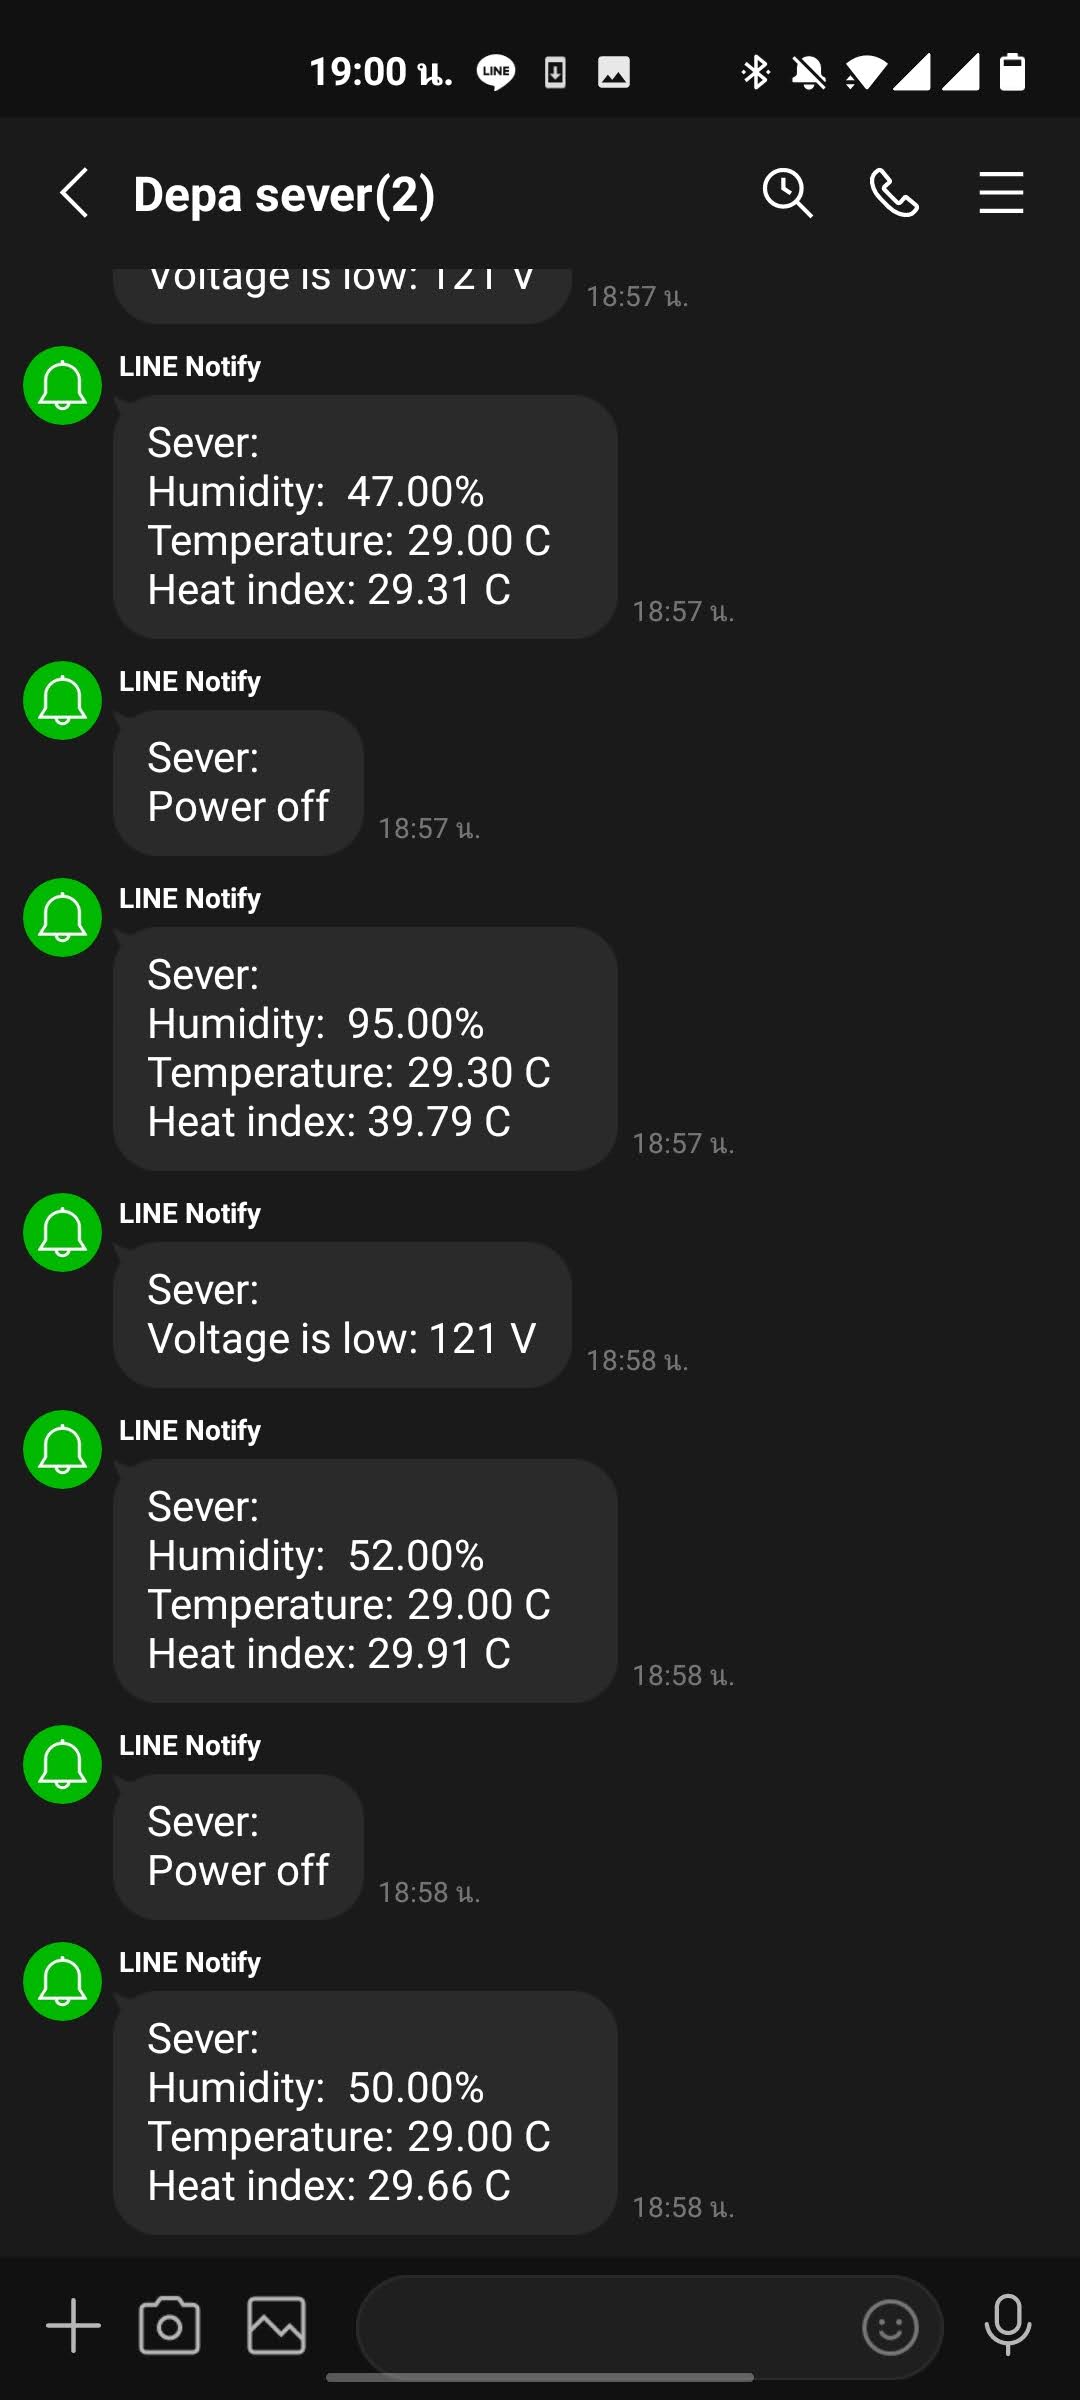 19:00 น.
LINE
Depa sever(2)
Voltage is low: 121 V
18:57 น.
LINE Notify
Sever:
Humidity:  47.00%
Temperature: 29.00 C
Heat index: 29.31 C
18:57 น.
LINE Notify
Sever:
Power off
18:57 น.
LINE Notify
Sever:
Humidity:  95.00%
Temperature: 29.30 C
Heat index: 39.79 C
18:57 น.
LINE Notify
Sever:
Voltage is low: 121 V
18:58 น.
LINE Notify
Sever:
Humidity:  52.00%
Temperature: 29.00 C
Heat index: 29.91 C
18:58 น.
LINE Notify
Sever:
Power off
18:58 น.
LINE Notify
Sever:
Humidity:  50.00%
Temperature: 29.00 C
Heat index: 29.66 C
18:58 น.